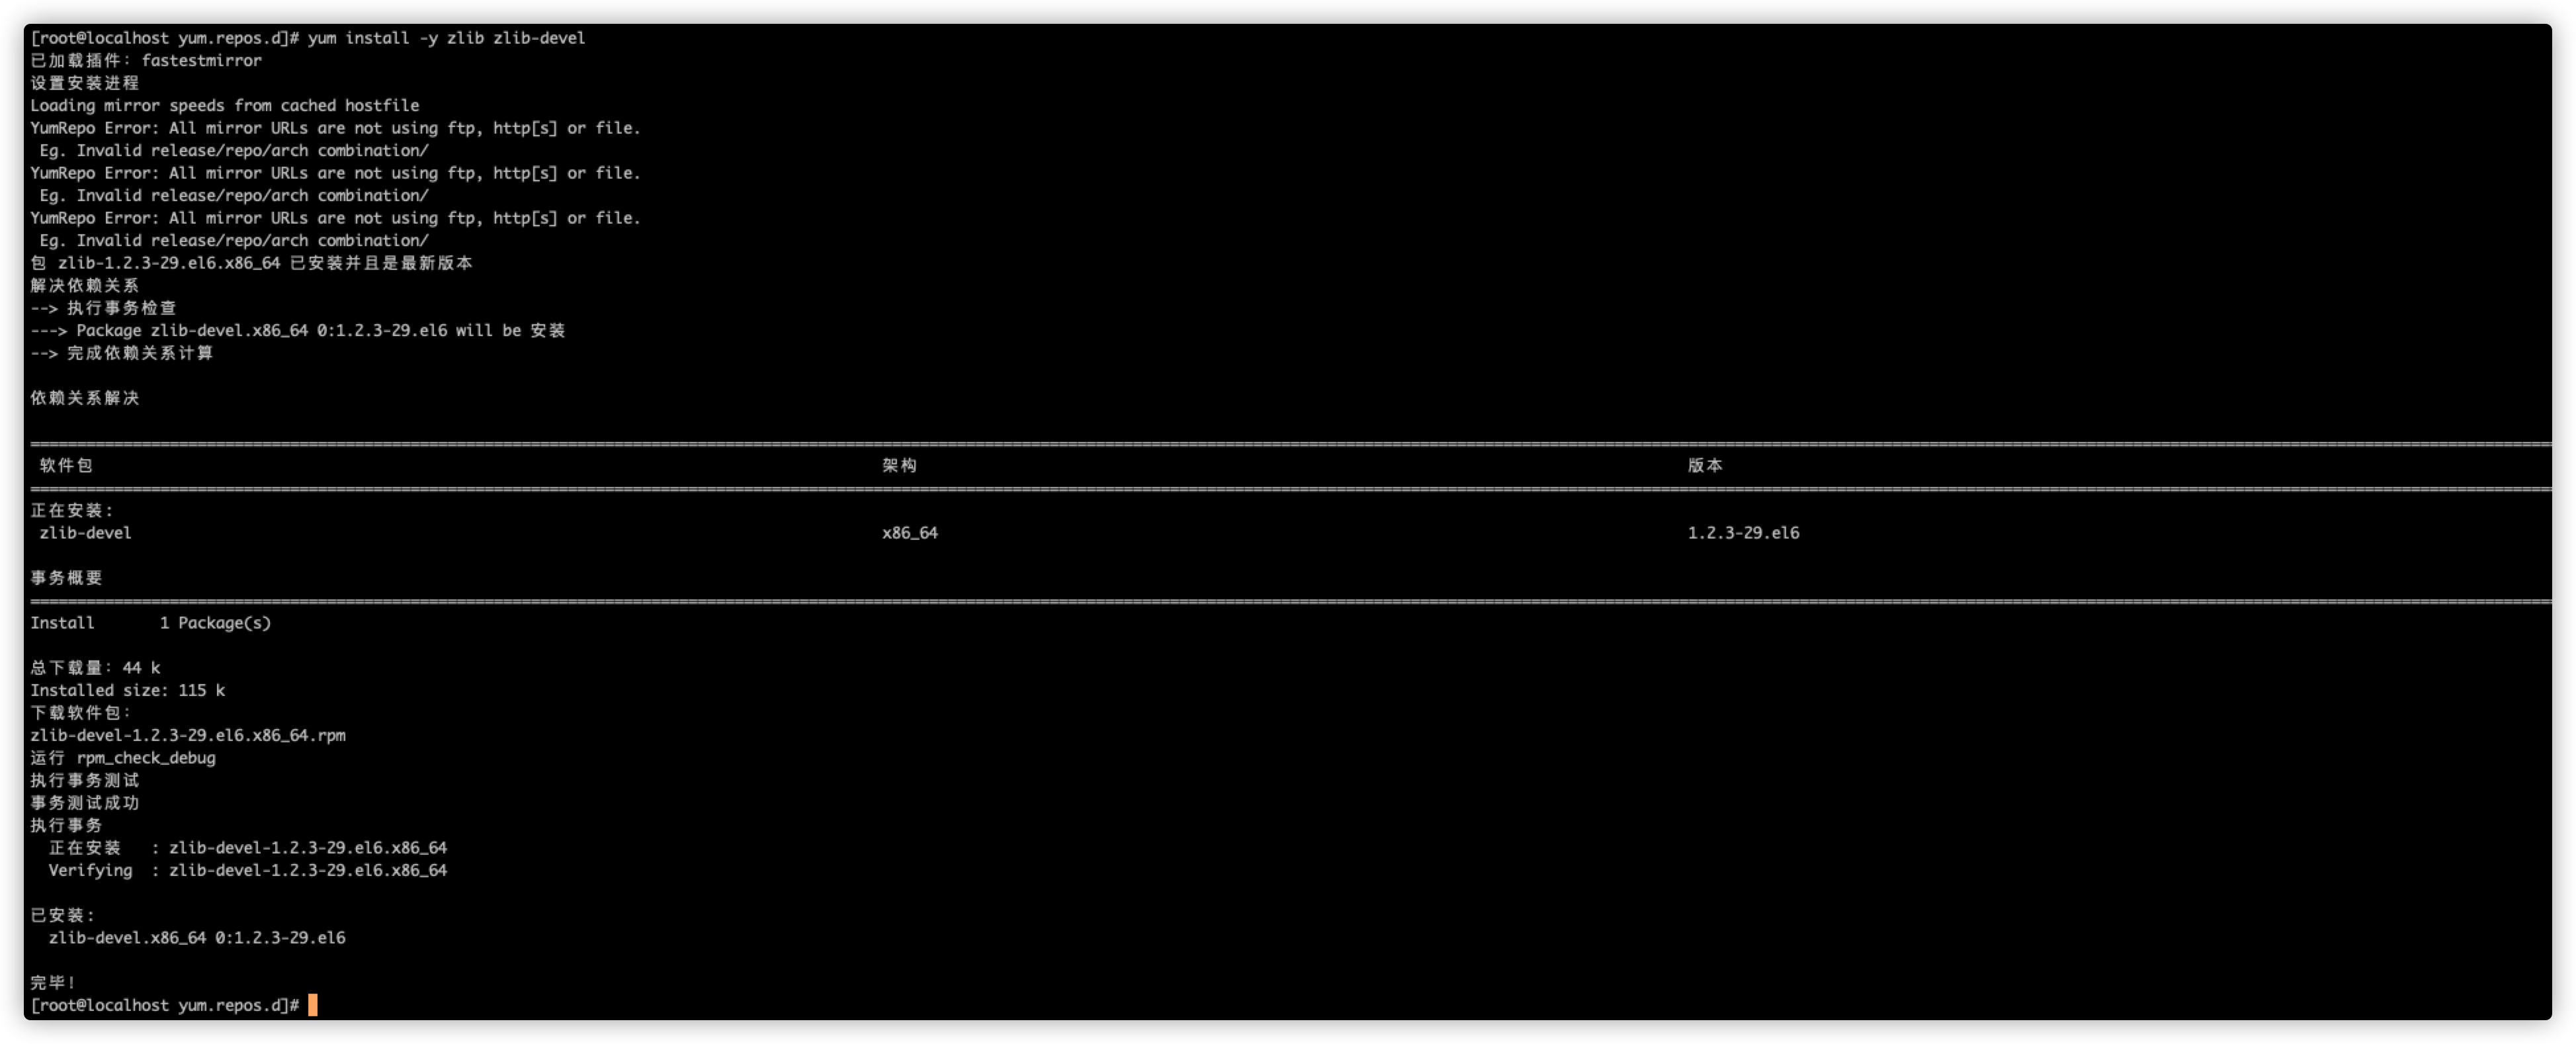 [root@localhost yum.repos.d]# yum install -y zlib zlib-devel
已加载插件：fastestmirror
设置安装进程
Loading mirror speeds from cached hostfile
YumRepo Error: All mirror URLs are not using ftp, http[s] or file.
 Eg. Invalid release/repo/arch combination/
YumRepo Error: All mirror URLs are not using ftp, http[s] or file.
 Eg. Invalid release/repo/arch combination/
YumRepo Error: All mirror URLs are not using ftp, http[s] or file.
 Eg. Invalid release/repo/arch combination/
包 zlib-1.2.3-29.el6.x86_64 已安装并且是最新版本
解决依赖关系
--> 执行事务检查
---> Package zlib-devel.x86_64 0:1.2.3-29.el6 will be 安装
--> 完成依赖关系计算
依赖关系解决
软件包 架构 版本
正在安装:
zlib-devel x86_64 1.2.3-29.el6
事务概要
Install 1 Package(s)
总下载量：44 k
Installed size: 115 k
下载软件包：
zlib-devel-1.2.3-29.el6.x86_64.rpm
运行 rpm_check_debug
执行事务测试
事务测试成功
执行事务
正在安装 : zlib-devel-1.2.3-29.el6.x86_64
Verifying : zlib-devel-1.2.3-29.el6.x86_64
已安装:
zlib-devel.x86_64 0:1.2.3-29.el6
完毕！
[root@localhost yum.repos.d]#